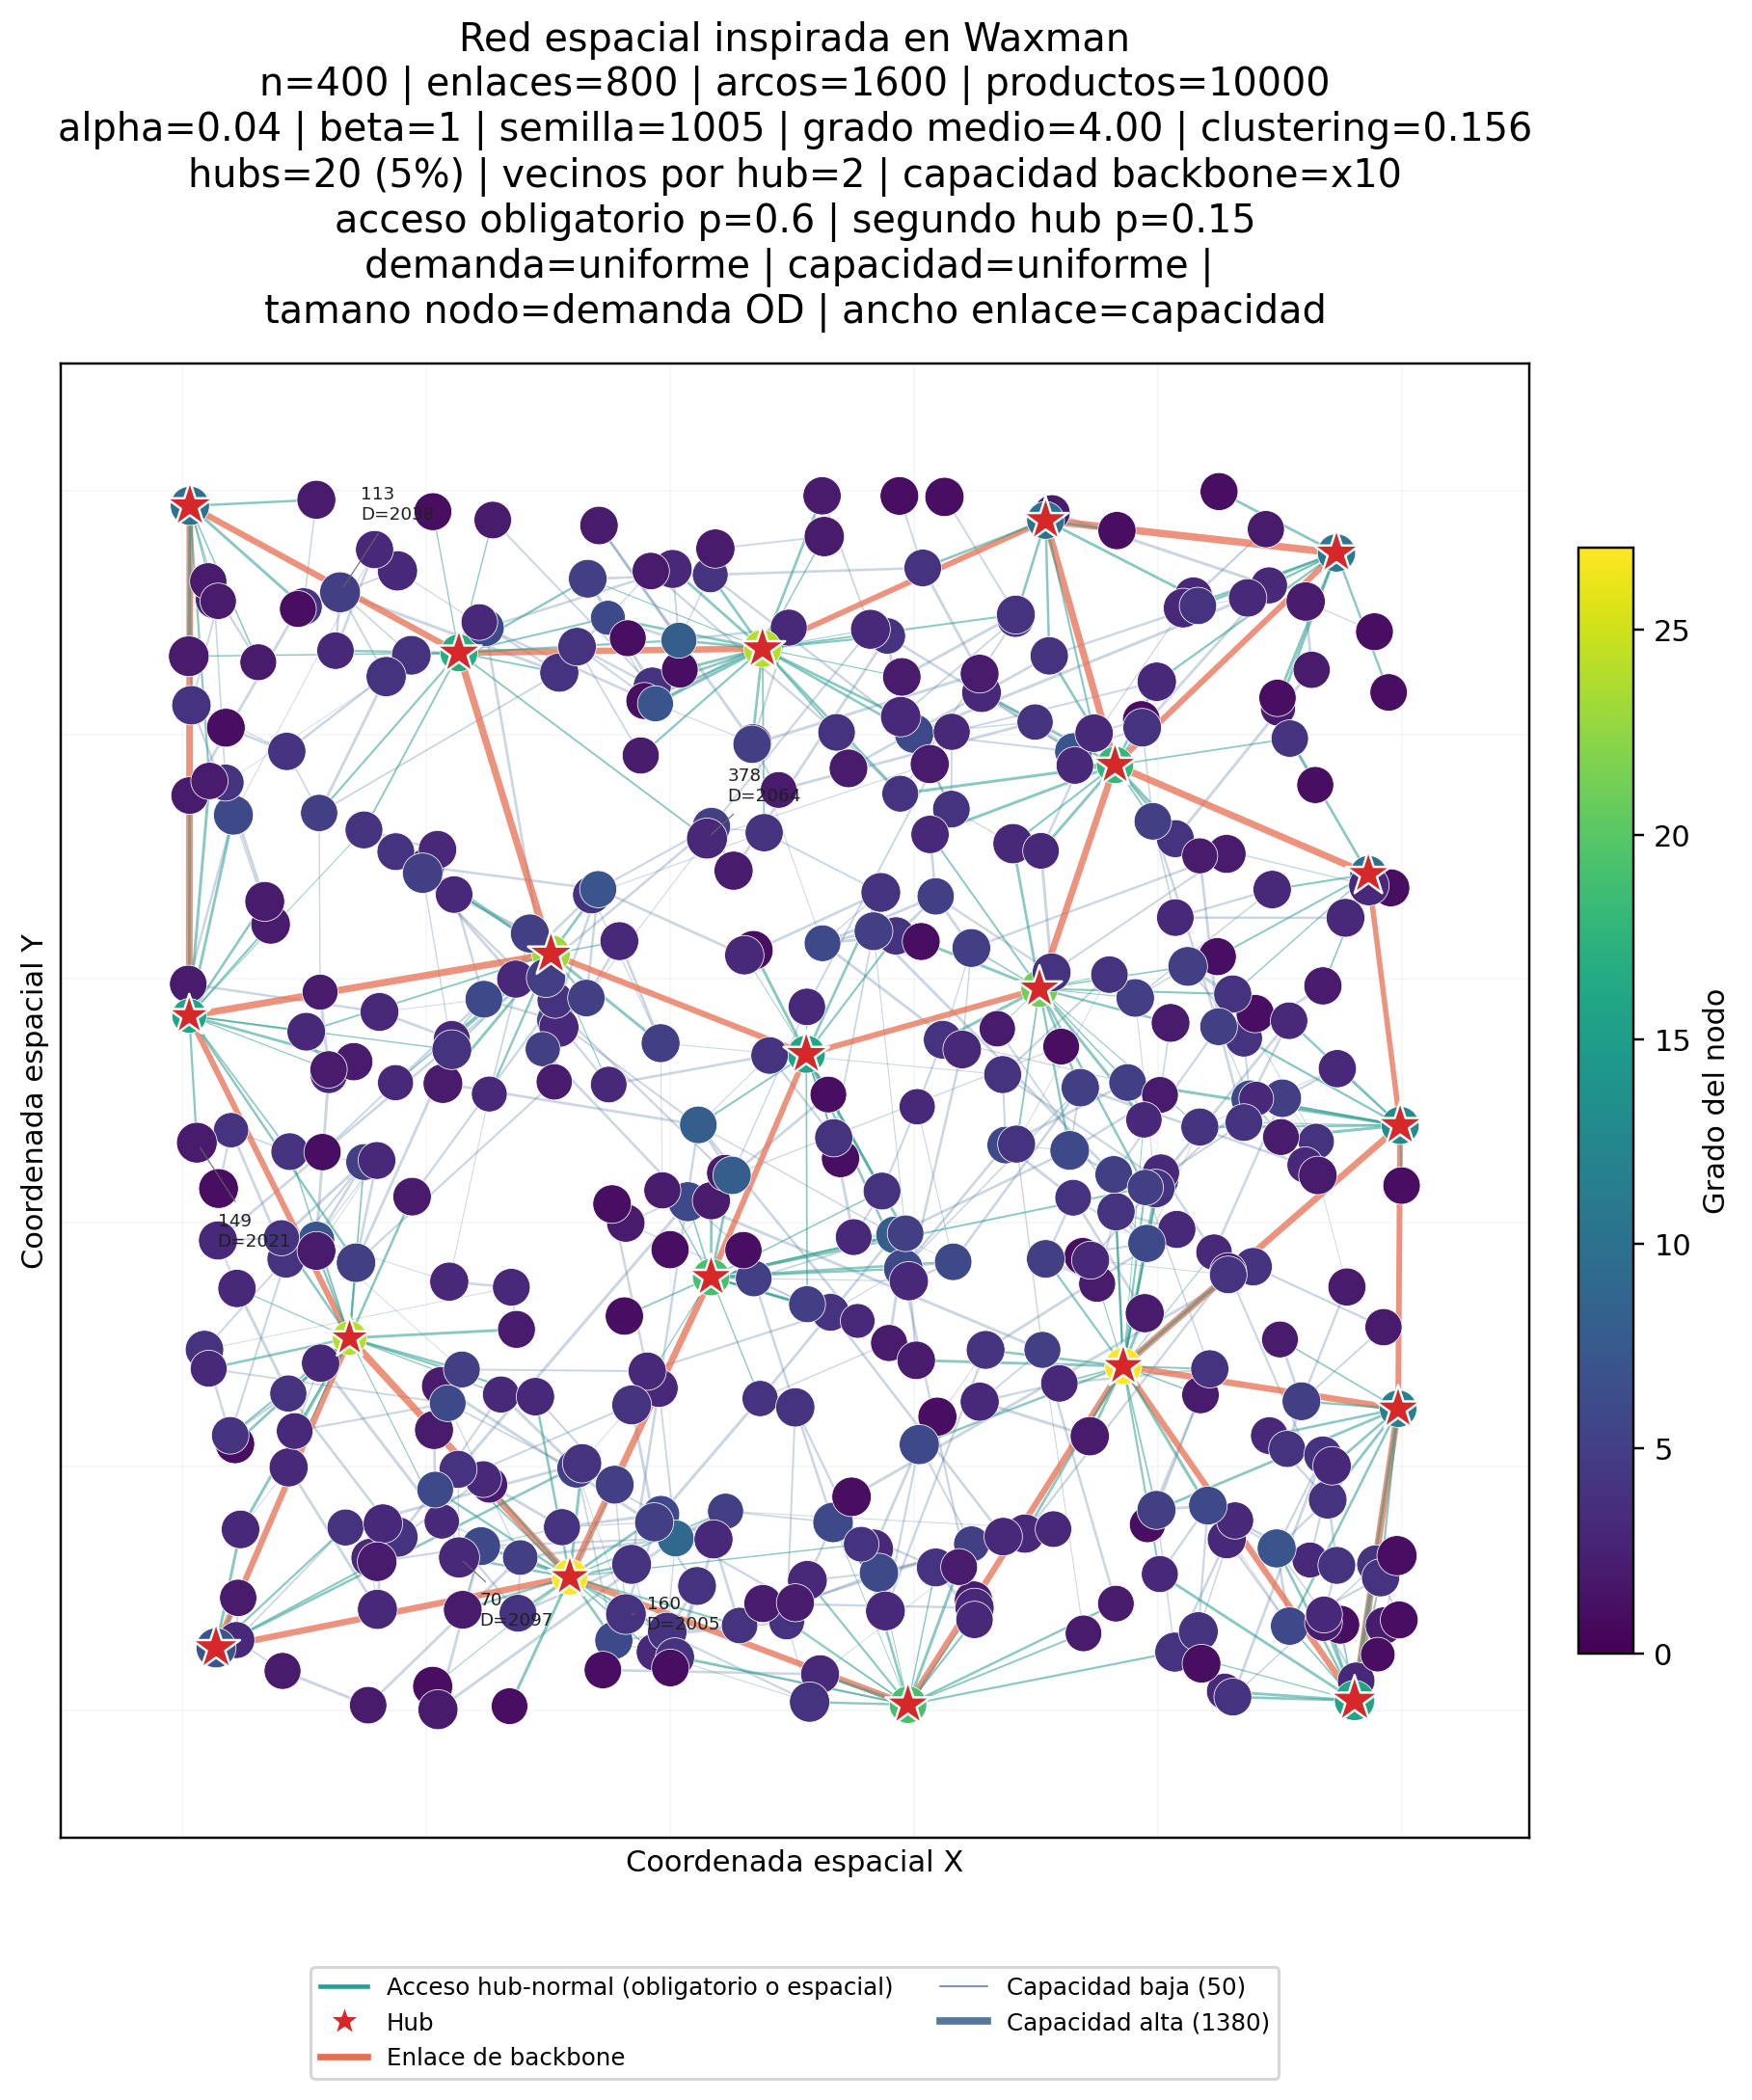 Red espacial inspirada en Waxman
n=400 | enlaces=800 | arcos=1600 | productos=10000
alpha=0.04 | beta=1 | semilla=1005 | grado medio=4.00 | clustering=0.156
hubs=20 (5%) | vecinos por hub=2 | capacidad backbone=x10
acceso obligatorio p=0.6 | segundo hub p=0.15
demanda=uniforme | capacidad=uniforme |
tamano nodo=demanda OD | ancho enlace=capacidad
113
D=2038
378
D=2064
149
D=2021
70
D=2097
160
D=2005
Coordenada espacial Y
Coordenada espacial X
25
20
15
10
5
0
Grado del nodo
Acceso hub-normal (obligatorio o espacial)
Hub
Enlace de backbone
Capacidad baja (50)
Capacidad alta (1380)